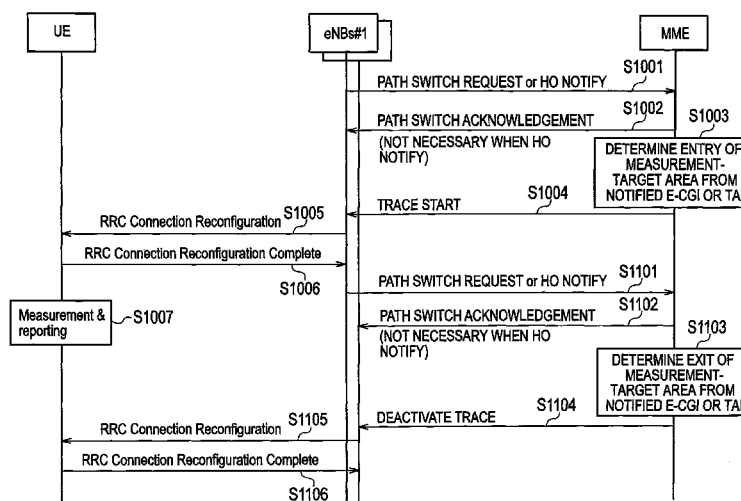 UE
eNBs#1
MME
S1001
PATH SWITCH REQUEST or HO NOTIFY
S1002
PATH SWITCH ACKNOWLEDGEMENT
(NOT NECESSARY WHEN HO
NOTIFY)
S1003
DETERMINE ENTRY OF
MEASUREMENT-
TARGET AREA FROM
NOTIFIED E-CGI OR TAI
S1004
TRACE START
S1005
RRC Connection Reconfiguration
RRC Connection Reconfiguration Complete
S1006
S1101
PATH SWITCH REQUEST or HO NOTIFY
Measurement &
reporting
S1007
S1102
PATH SWITCH ACKNOWLEDGEMENT
(NOT NECESSARY WHEN HO
NOTIFY)
S1103
DETERMINE EXIT OF
MEASUREMENT-
TARGET AREA FROM
NOTIFIED E-CGI OR TAI
S1104
DEACTIVATE TRACE
S1105
RRC Connection Reconfiguration
RRC Connection Reconfiguration Complete
S1106